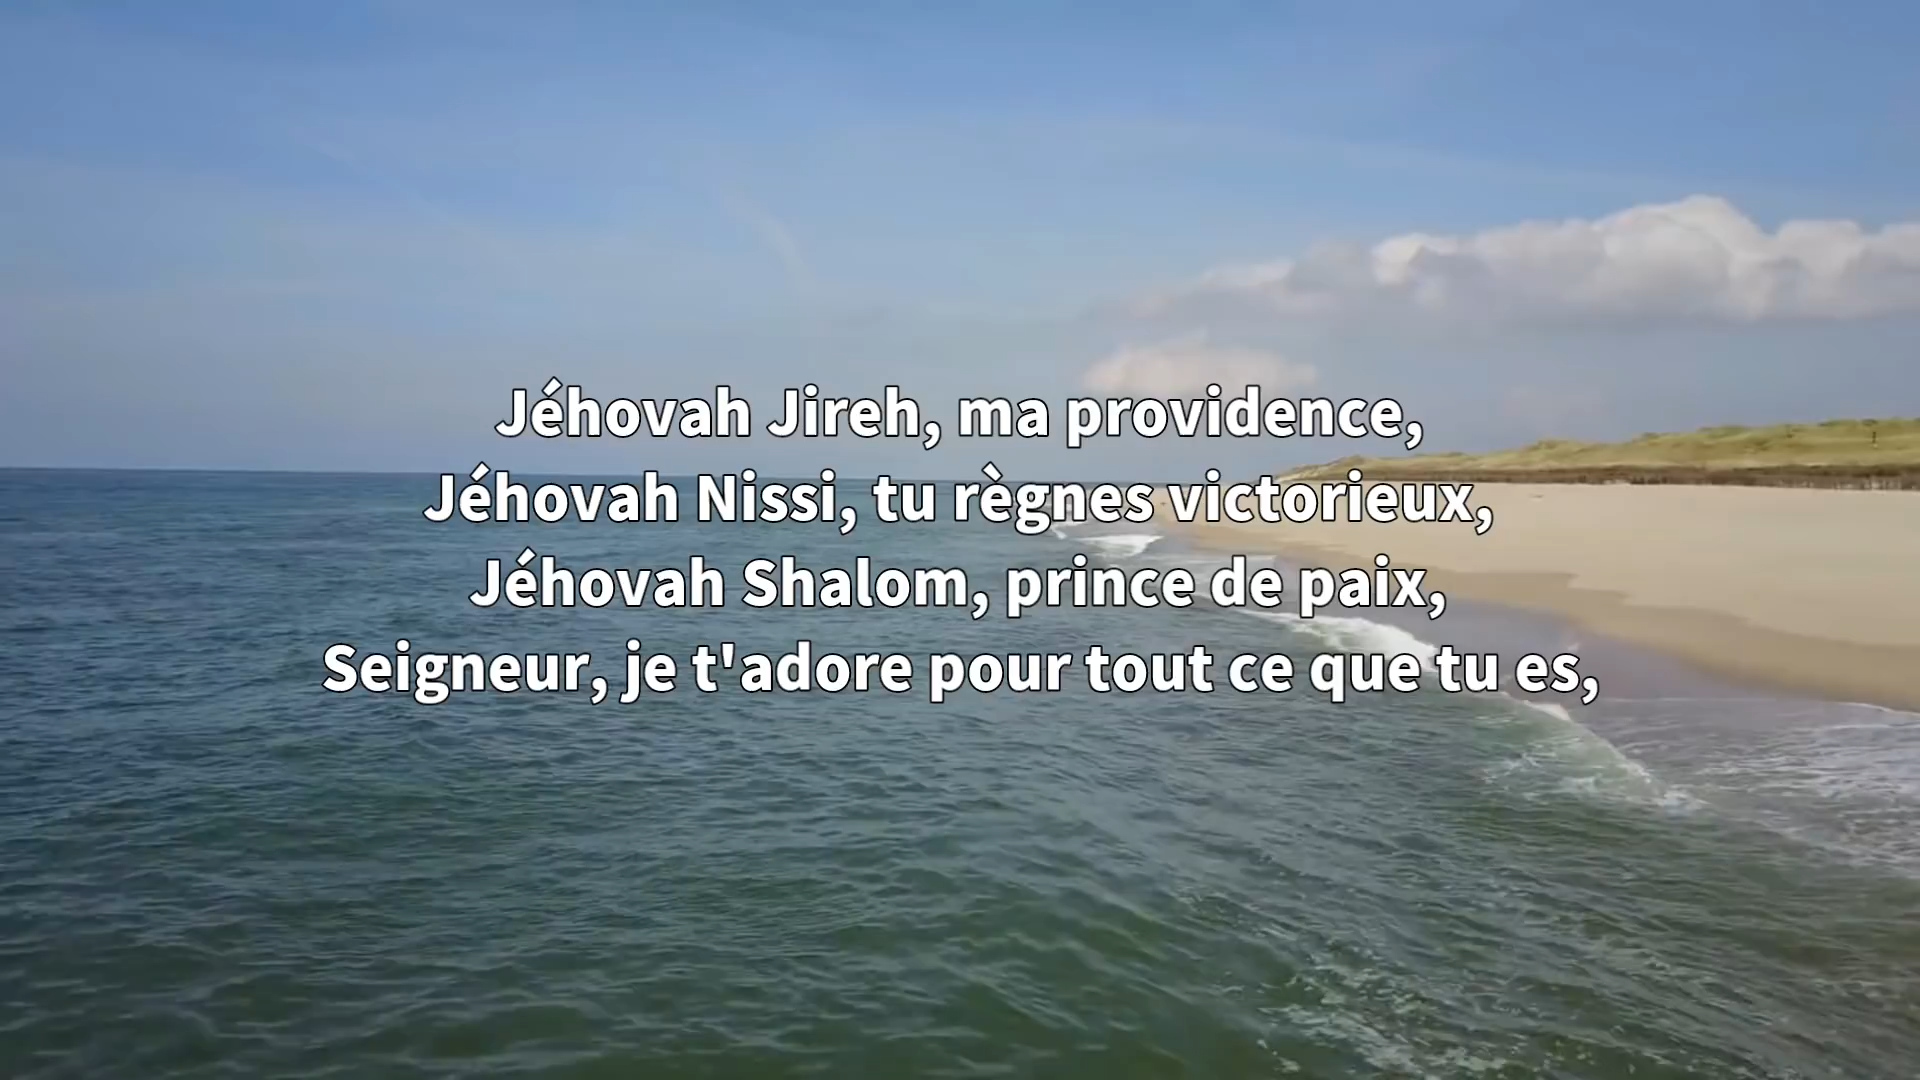 Jéhovah Jireh, ma providence,
Jéhovah Nissi, tu règnes victorieux,
Jéhovah Shalom, prince de paix,
Seigneur, je t'adore pour tout ce que tu es,